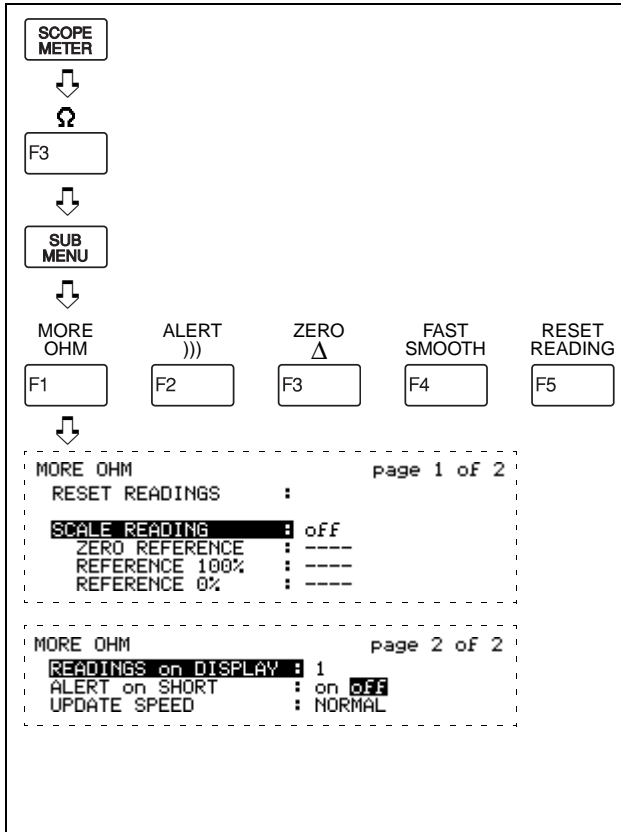 SCOPE
METER
Ω
F3
SUB
MENU
MORE
OHM
ALERT
)))
ZERO
Δ
FAST
SMOOTH
RESET
READING
F1
F2
F3
F4
F5
MORE OHM page 1 of 2
RESET READINGS :
SCALE READING : off
ZERO REFERENCE : ----
REFERENCE 100% : ----
REFERENCE 0% : ----
MORE OHM page 2 of 2
READINGS on DISPLAY : 1
ALERT on SHORT : on off
UPDATE SPEED : NORMAL